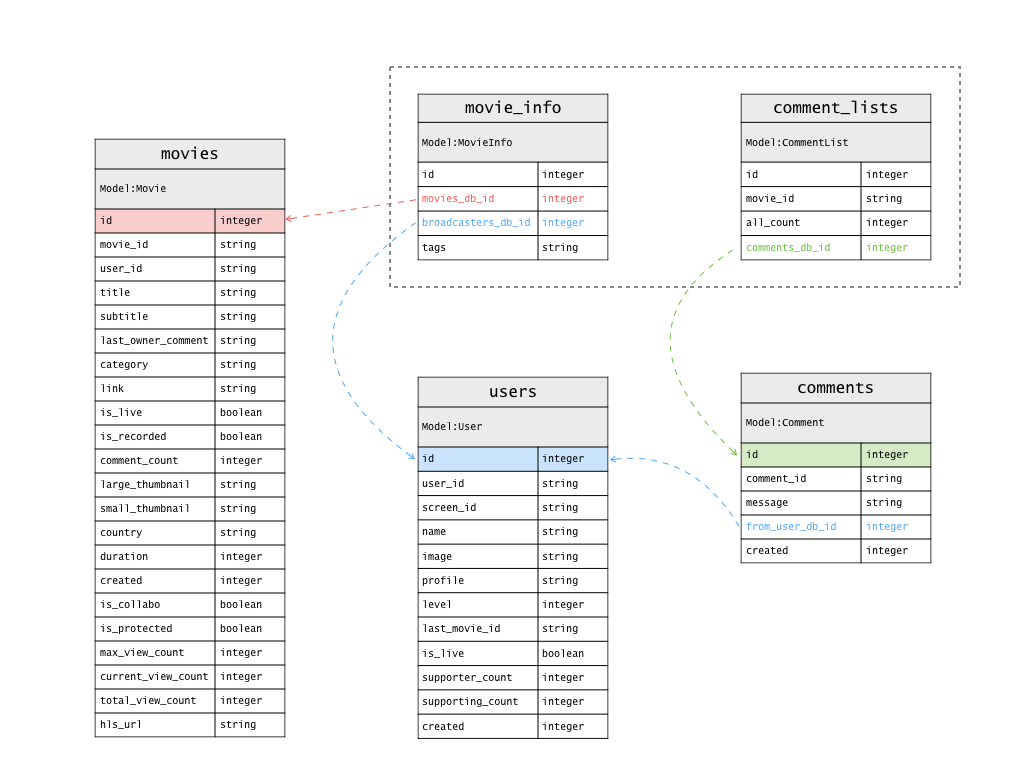 movies
Model:Movie
id integer
movie_id string
user_id string
title string
subtitle string
last_owner_comment string
category string
link string
is_live boolean
is_recorded boolean
comment_count integer
large_thumbnail string
small_thumbnail string
country string
duration integer
created integer
is_collabo boolean
is_protected boolean
max_view_count integer
current_view_count integer
total_view_count integer
hls_url string
movie_info
Model:MovieInfo
id integer
movies_db_id integer
broadcasters_db_id integer
tags string
comment_lists
Model:CommentList
id integer
movie_id string
all_count integer
comments_db_id integer
users
Model:User
id integer
user_id string
screen_id string
name string
image string
profile string
level integer
last_movie_id string
is_live boolean
supporter_count integer
supporting_count integer
created integer
comments
Model:Comment
id integer
comment_id string
message string
from_user_db_id integer
created integer